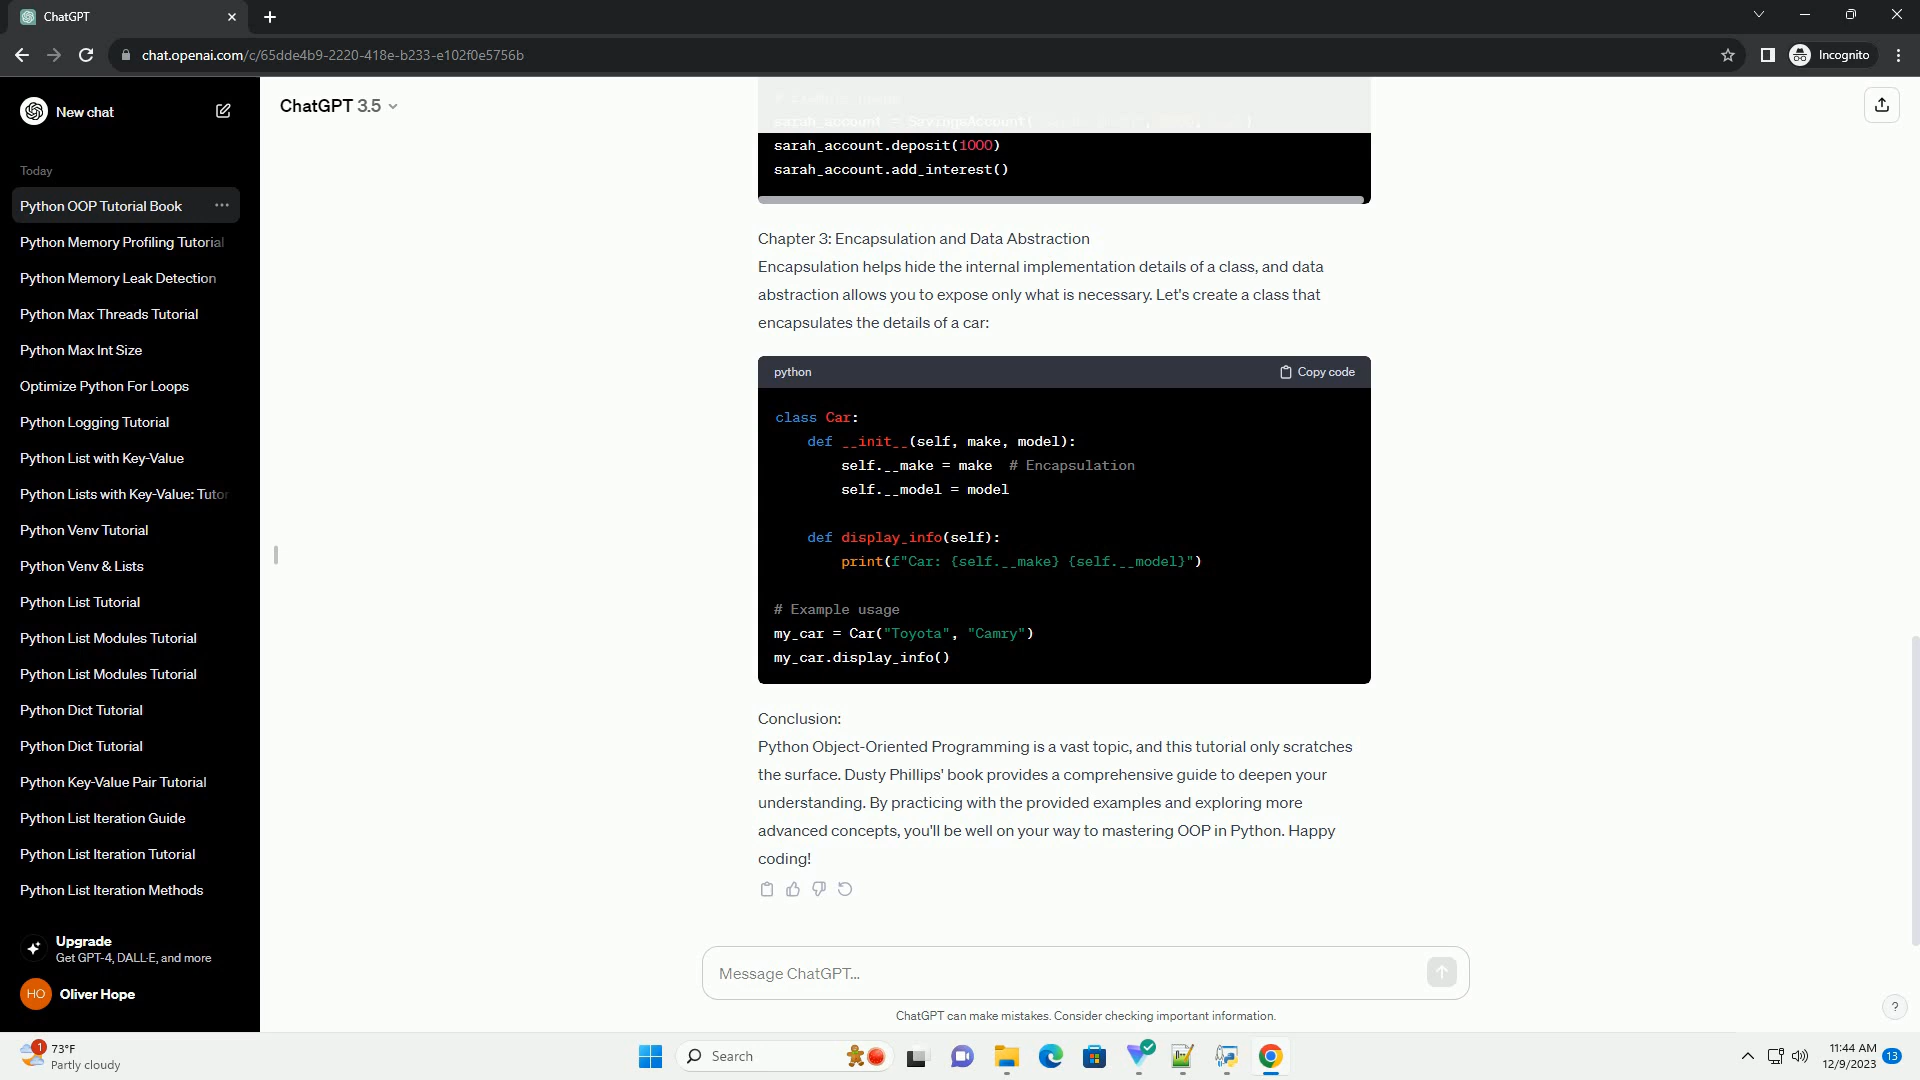 ChatGPT
chat.openai.com/c/65dde4b9-2220-418e-b233-e102f0e5756b
Incognito
New chat
Today
Python OOP Tutorial Book
Python Memory Profiling Tutorial
Python Memory Leak Detection
Python Max Threads Tutorial
Python Max Int Size
Optimize Python For Loops
Python Logging Tutorial
Python List with Key-Value
Python Lists with Key-Value: Tutor
Python Venv Tutorial
Python Venv & Lists
Python List Tutorial
Python List Modules Tutorial
Python List Modules Tutorial
Python Dict Tutorial
Python Dict Tutorial
Python Key-Value Pair Tutorial
Python List Iteration Guide
Python List Iteration Tutorial
Python List Iteration Methods
Upgrade
Get GPT-4, DALL·E, and more
HO
Oliver Hope
ChatGPT 3.5
# Example usage
sarah_account = SavingsAccount(
sarah_account.deposit(1000)
sarah_account.add_interest()
Chapter 3: Encapsulation and Data Abstraction
Encapsulation helps hide the internal implementation details of a class, and data
abstraction allows you to expose only what is necessary. Let's create a class that
encapsulates the details of a car:
python
Copy code
class Car:
    def __init__(self, make, model):
        self.__make = make  # Encapsulation
        self.__model = model
    def display_info(self):
        print(f"Car: {self.__make} {self.__model}")
# Example usage
my_car = Car("Toyota", "Camry")
my_car.display_info()
Conclusion:
Python Object-Oriented Programming is a vast topic, and this tutorial only scratches
the surface. Dusty Phillips' book provides a comprehensive guide to deepen your
understanding. By practicing with the provided examples and exploring more
advanced concepts, you'll be well on your way to mastering OOP in Python. Happy
coding!
Message ChatGPT...
ChatGPT can make mistakes. Consider checking important information.
?
1
73°F
Partly cloudy
Search
11:44 AM
12/9/2023
13